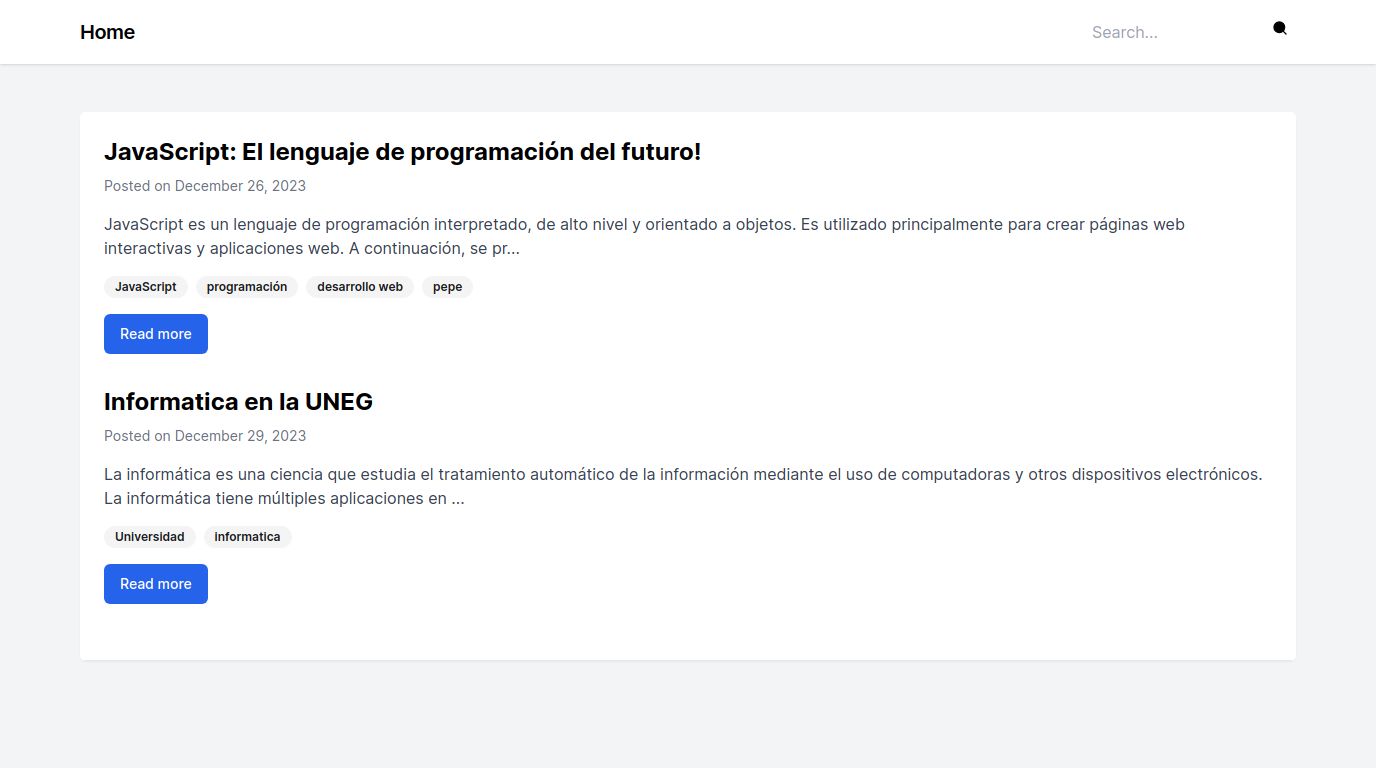 Home
Search...
JavaScript: El lenguaje de programación del futuro!
Posted on December 26, 2023
JavaScript es un lenguaje de programación interpretado, de alto nivel y orientado a objetos. Es utilizado principalmente para crear páginas web
interactivas y aplicaciones web. A continuación, se pr...
JavaScript programación desarrollo web pepe
Read more
Informatica en la UNEG
Posted on December 29, 2023
La informática es una ciencia que estudia el tratamiento automático de la información mediante el uso de computadoras y otros dispositivos electrónicos.
La informática tiene múltiples aplicaciones en ...
Universidad informatica
Read more